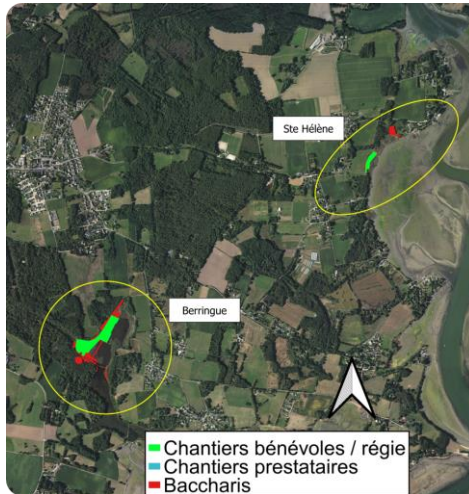 Ste Hélène
Berringue
Chantiers bénévoles / régie
Chantiers prestataires
Baccharis